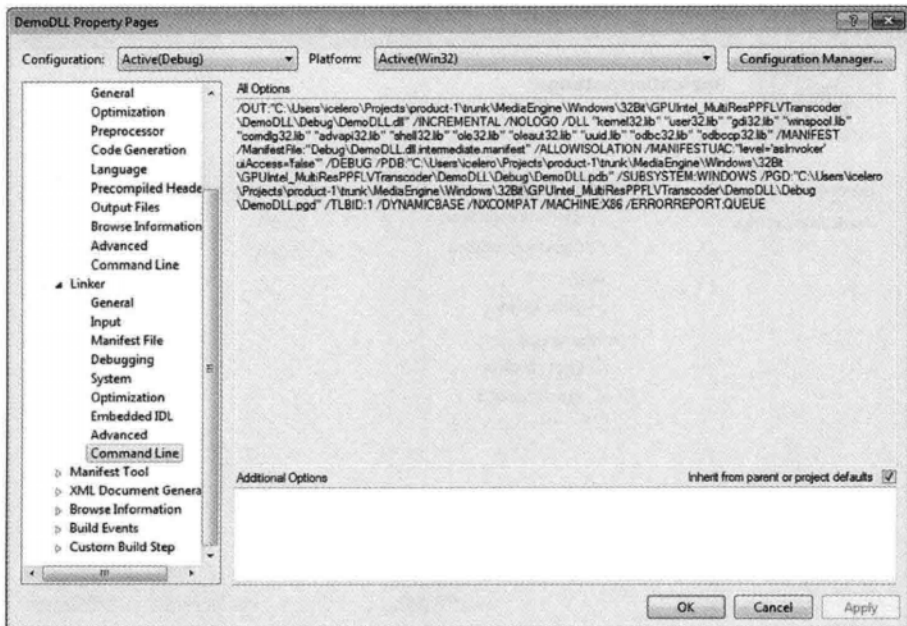 DemoDLL Property Pages
Configuration: Active(Debug) Platform: Active(Win32) Configuration Manager...
General
Optimization
Preprocessor
Code Generation
Language
Precompiled Heade
Output Files
Browse Information
Advanced
Command Line
Linker
General
Input
Manifest File
Debugging
System
Optimization
Embedded IDL
Advanced
Command Line
Manifest Tool
XML Document Genera
Browse Information
Build Events
Custom Build Step
All Options
/OUT:"C:\Users\icelero\Projects\product-1\trunk\MediaEngine\Windows\32Bit\GPUIntel_MultiResPPFLVTranscoder
\DemoDLL\Debug\DemoDLL.dll" /INCREMENTAL /NOLOGO /DLL "kernel32.lib" "user32.lib" "gdi32.lib" "winspool.lib"
"comdlg32.lib" "advapi32.lib" "shell32.lib" "ole32.lib" "oleaut32.lib" "uuid.lib" "odbc32.lib" "odbccp32.lib" /MANIFEST
/ManifestFile:"Debug\DemoDLL.dll.intermediate.manifest" /ALLOWISOLATION /MANIFESTUAC:"level='asInvoker'
uiAccess='false'" /DEBUG /PDB:"C:\Users\icelero\Projects\product-1\trunk\MediaEngine\Windows\32Bit
\GPUIntel_MultiResPPFLVTranscoder\DemoDLL\Debug\DemoDLL.pdb" /SUBSYSTEM:WINDOWS /PGD:"C:\Users\icelero
\Projects\product-1\trunk\MediaEngine\Windows\32Bit\GPUIntel_MultiResPPFLVTranscoder\DemoDLL\Debug
\DemoDLL.pgd" /TLBID:1 /DYNAMICBASE /NXCOMPAT /MACHINE:X86 /ERRORREPORT:QUEUE
Additional Options Inherit from parent or project defaults
OK Cancel Apply